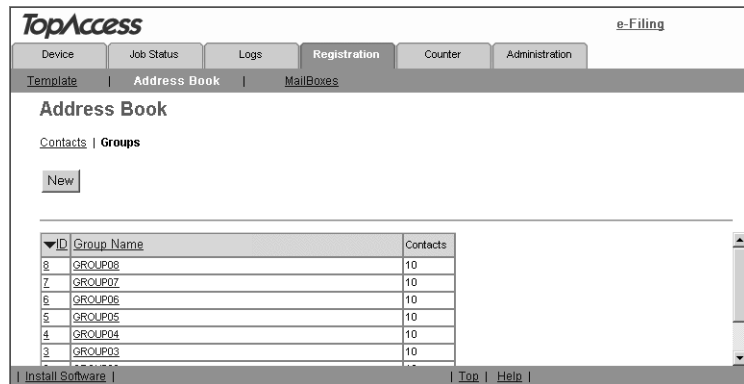 TopAccess
e-Filing
Device Job Status Logs Registration Counter Administration
Template | Address Book | MailBoxes
Address Book
Contacts | Groups
New
▼ID Group Name Contacts
8 GROUP08 10
7 GROUP07 10
6 GROUP06 10
5 GROUP05 10
4 GROUP04 10
3 GROUP03 10
| Install Software | | Top | Help |